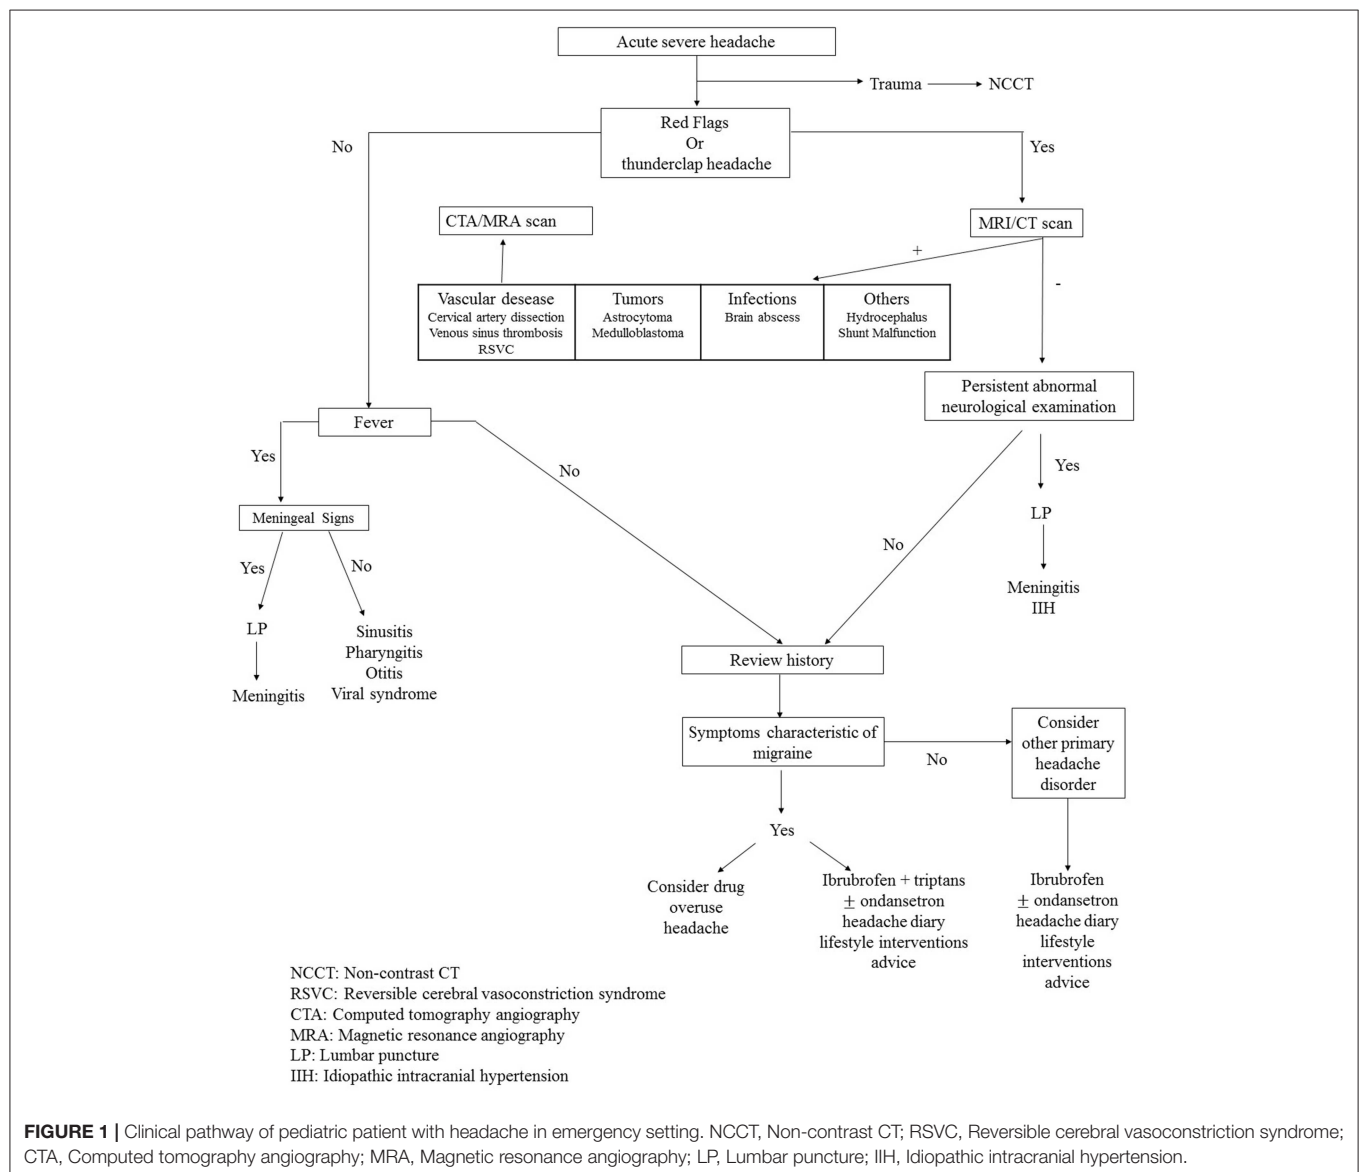 Acute severe headache
Trauma
NCCT
Red Flags
Or
thunderclap headache
No
Yes
CTA/MRA scan
MRI/CT scan
+
-
Vascular desease
Cervical artery dissection
Venous sinus thrombosis
RSVC
Tumors
Astrocytoma
Medulloblastoma
Infections
Brain abscess
Others
Hydrocephalus
Shunt Malfunction
Persistent abnormal
neurological examination
Fever
Yes
No
Yes
Meningeal Signs
LP
No
Yes
No
Meningitis
IIH
LP
Sinusitis
Pharyngitis
Otitis
Viral syndrome
Meningitis
Review history
Symptoms characteristic of
migraine
No
Consider
other primary
headache
disorder
Yes
Consider drug
overuse
headache
Ibrubrofen + triptans
± ondansetron
headache diary
lifestyle interventions
advice
Ibrubrofen
± ondansetron
headache diary
lifestyle
interventions
advice
NCCT: Non-contrast CT
RSVC: Reversible cerebral vasoconstriction syndrome
CTA: Computed tomography angiography
MRA: Magnetic resonance angiography
LP: Lumbar puncture
IIH: Idiopathic intracranial hypertension
FIGURE 1 | Clinical pathway of pediatric patient with headache in emergency setting. NCCT, Non-contrast CT; RSVC, Reversible cerebral vasoconstriction syndrome;
CTA, Computed tomography angiography; MRA, Magnetic resonance angiography; LP, Lumbar puncture; IIH, Idiopathic intracranial hypertension.